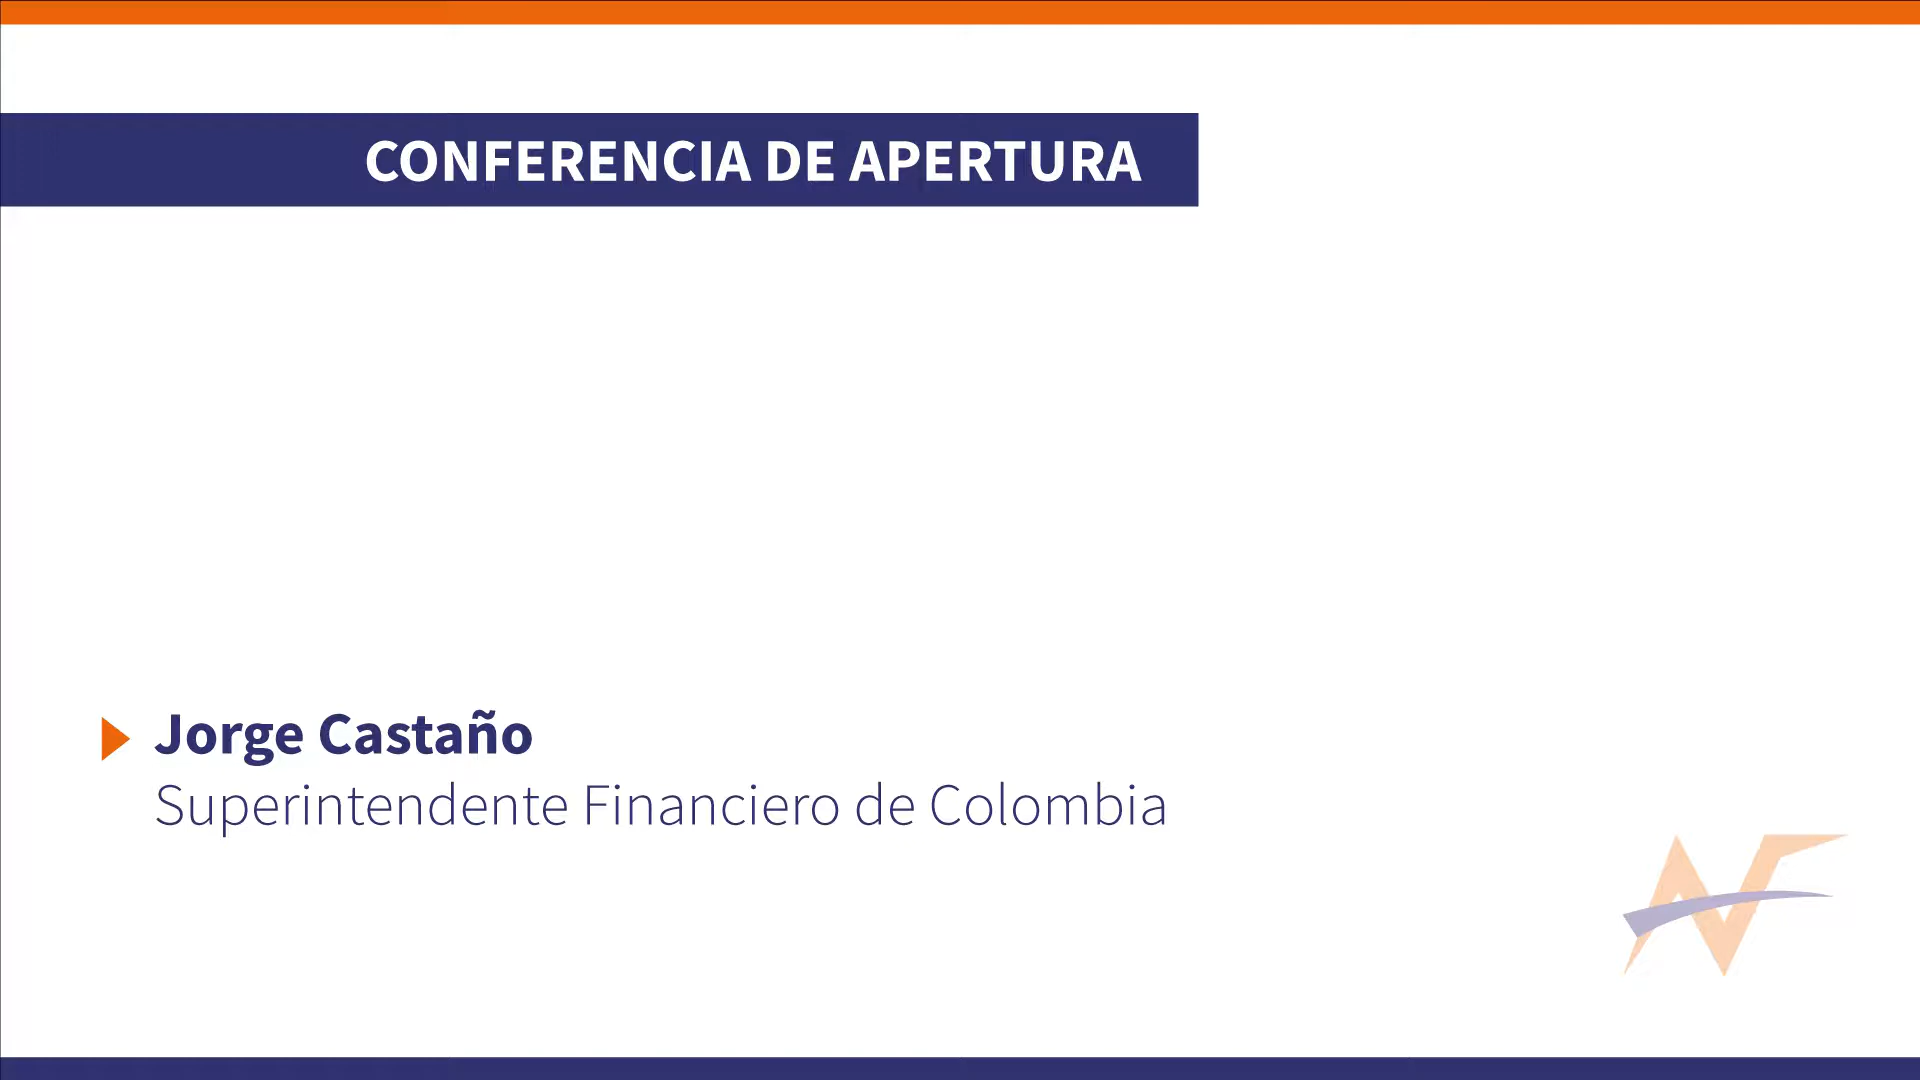 CONFERENCIA DE APERTURA
Jorge Castaño
Superintendente Financiero de Colombia